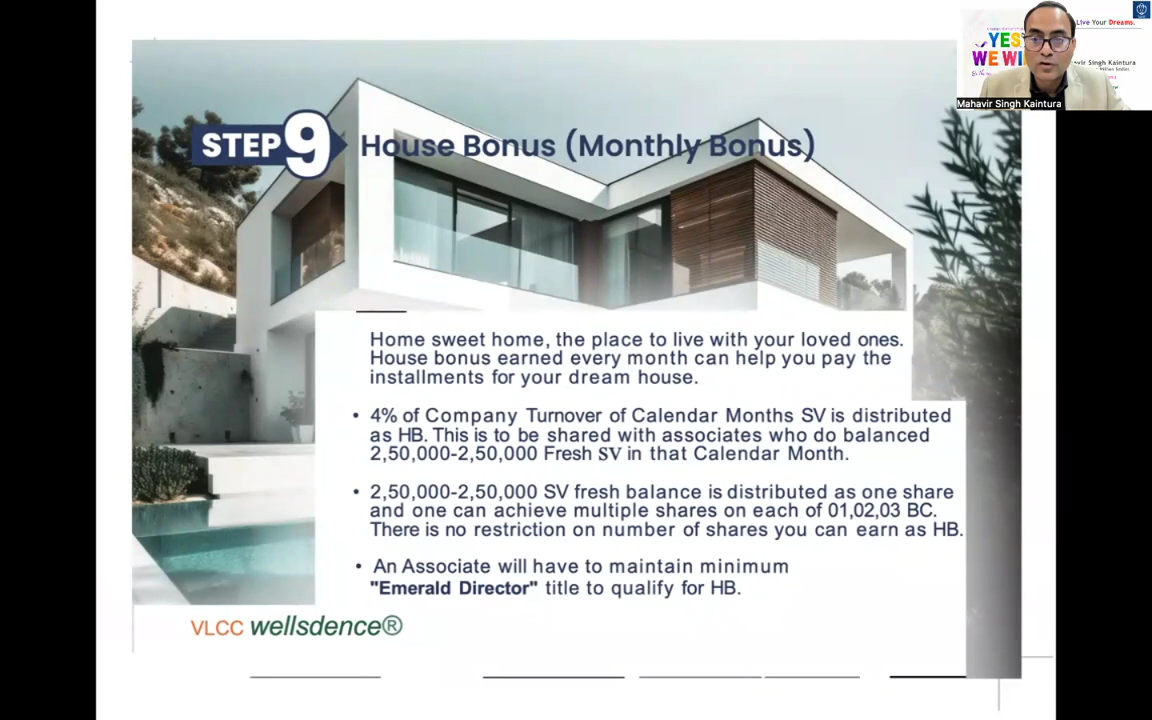 Live Your Dreams.
YES
WE WI
Mahavir Singh Kaintura
STEP 9 House Bonus (Monthly Bonus)
Home sweet home, the place to live with your loved ones.
House bonus earned every month can help you pay the
installments for your dream house.
• 4% of Company Turnover of Calendar Months SV is distributed
as HB. This is to be shared with associates who do balanced
2,50,000-2,50,000 Fresh SV in that Calendar Month.
• 2,50,000-2,50,000 SV fresh balance is distributed as one share
and one can achieve multiple shares on each of 01,02,03 BC.
There is no restriction on number of shares you can earn as HB.
• An Associate will have to maintain minimum
"Emerald Director" title to qualify for HB.
VLCC wellsdence®